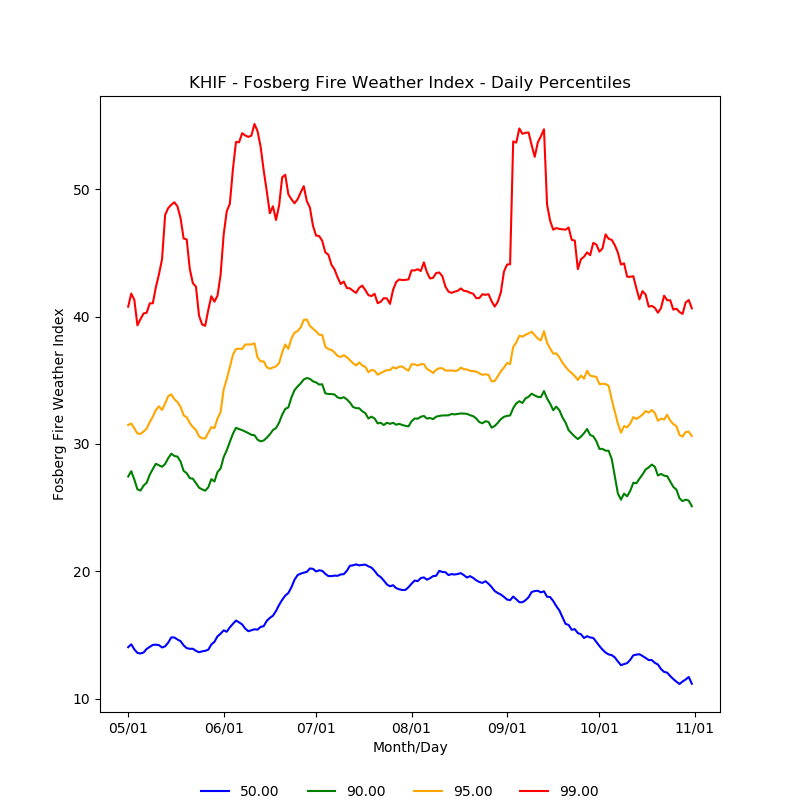 KHIF - Fosberg Fire Weather Index - Daily Percentiles
Fosberg Fire Weather Index
50
40
30
20
10
05/01 06/01 07/01 08/01 09/01 10/01 11/01
Month/Day
50.00 90.00 95.00 99.00